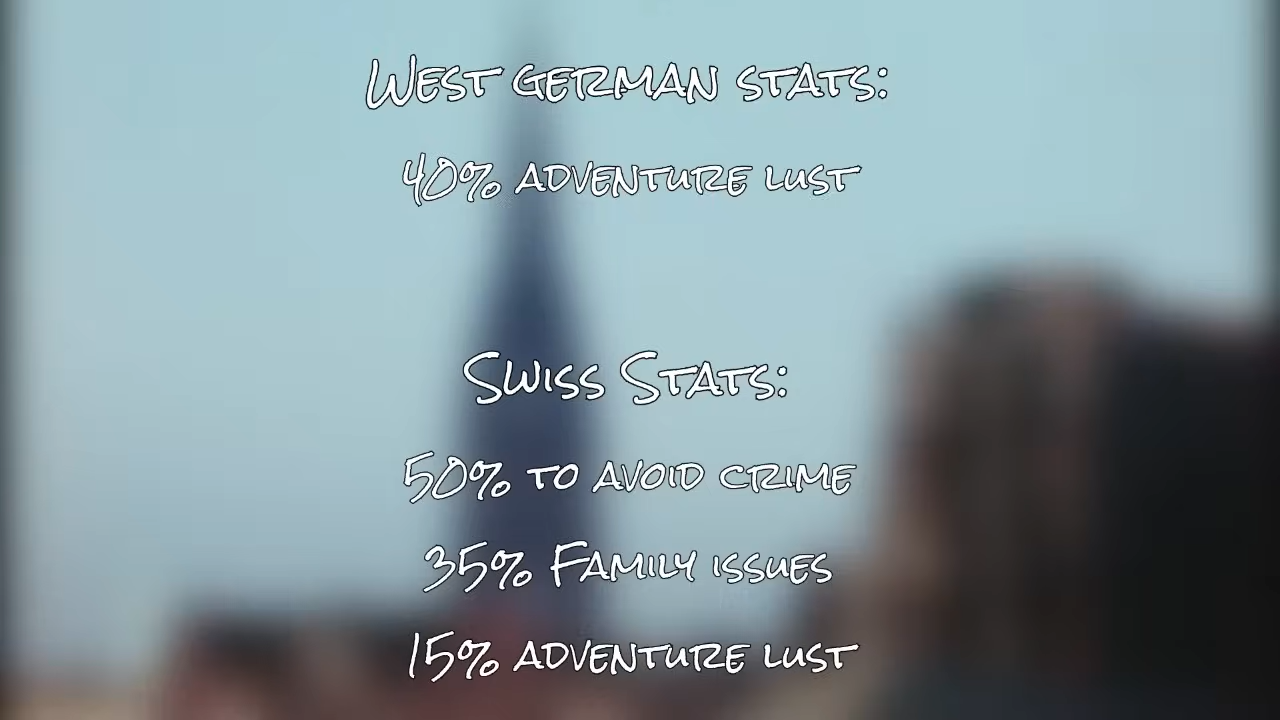 West german stats:
40% adventure lust
Swiss Stats:
50% to avoid crime
35% Family issues
15% adventure lust